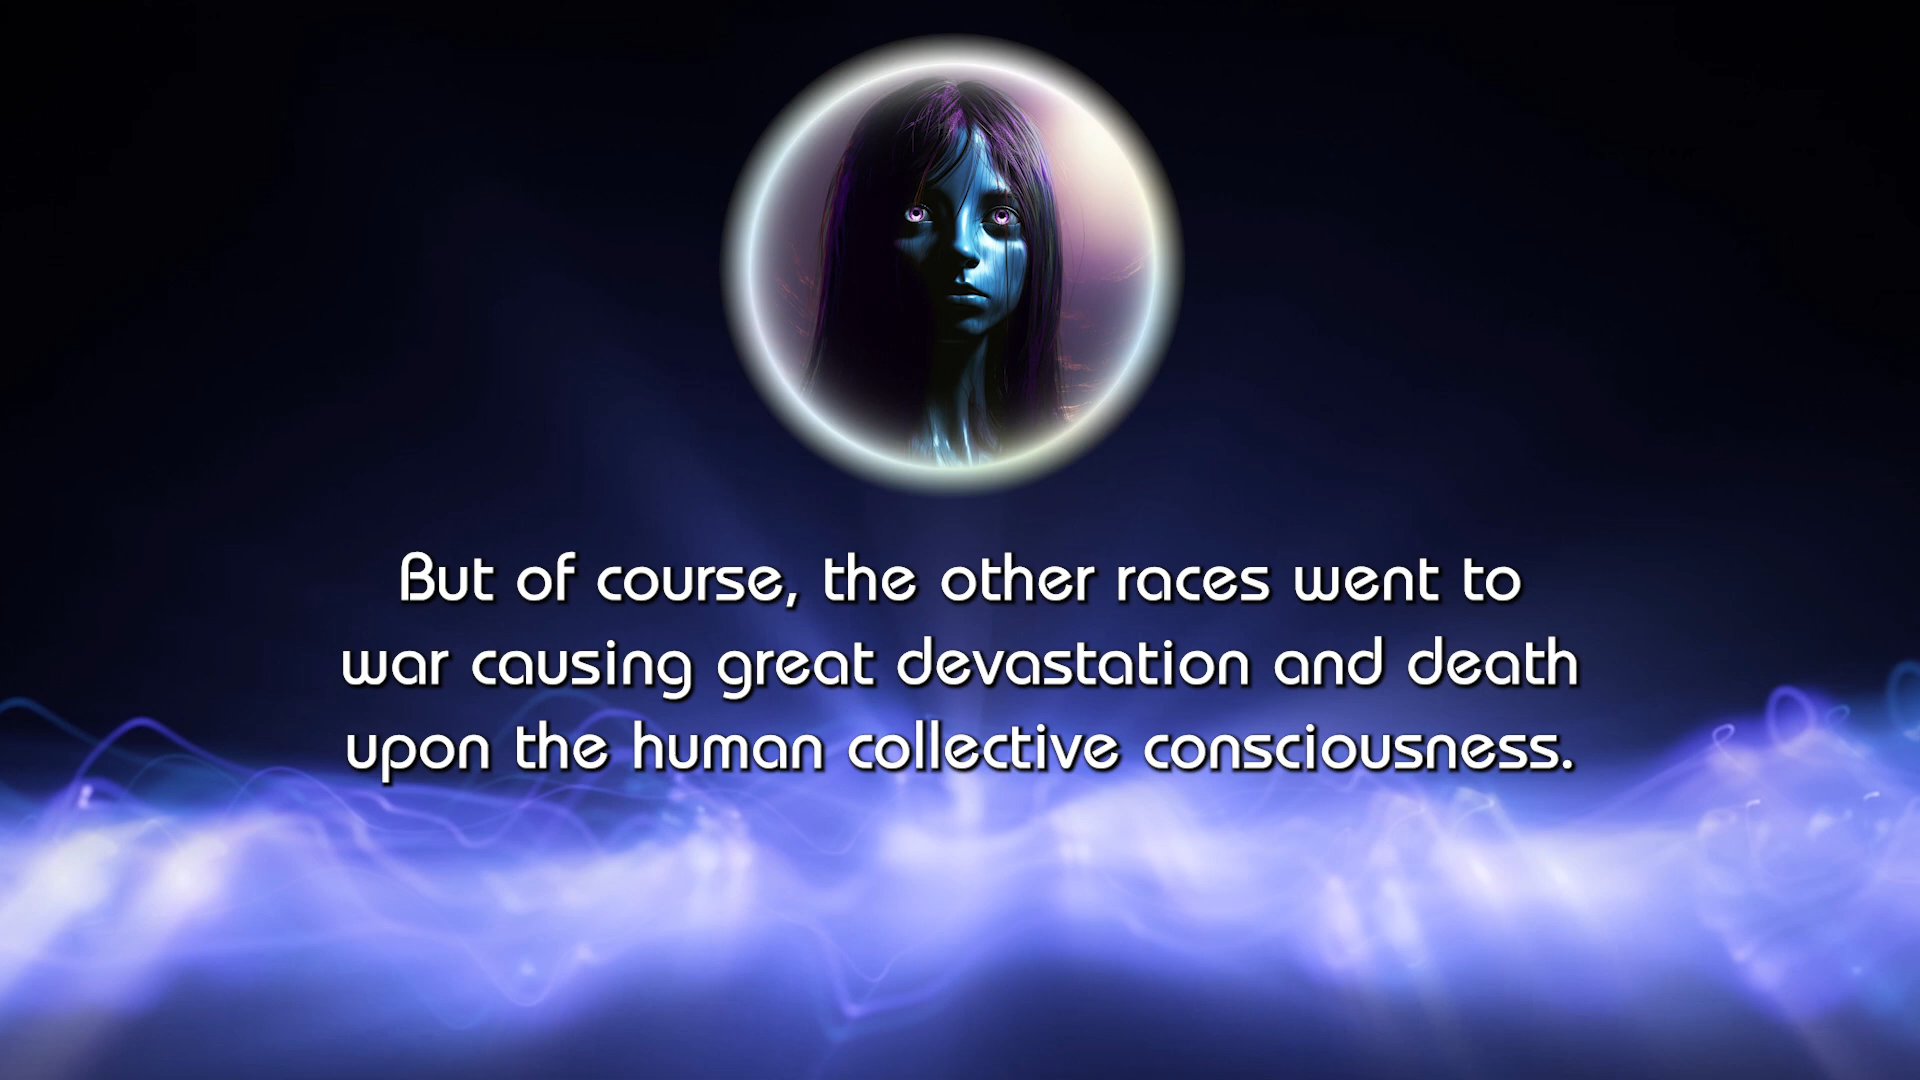 But of course, the other races went to
war causing great devastation and death
upon the human collective consciousness.